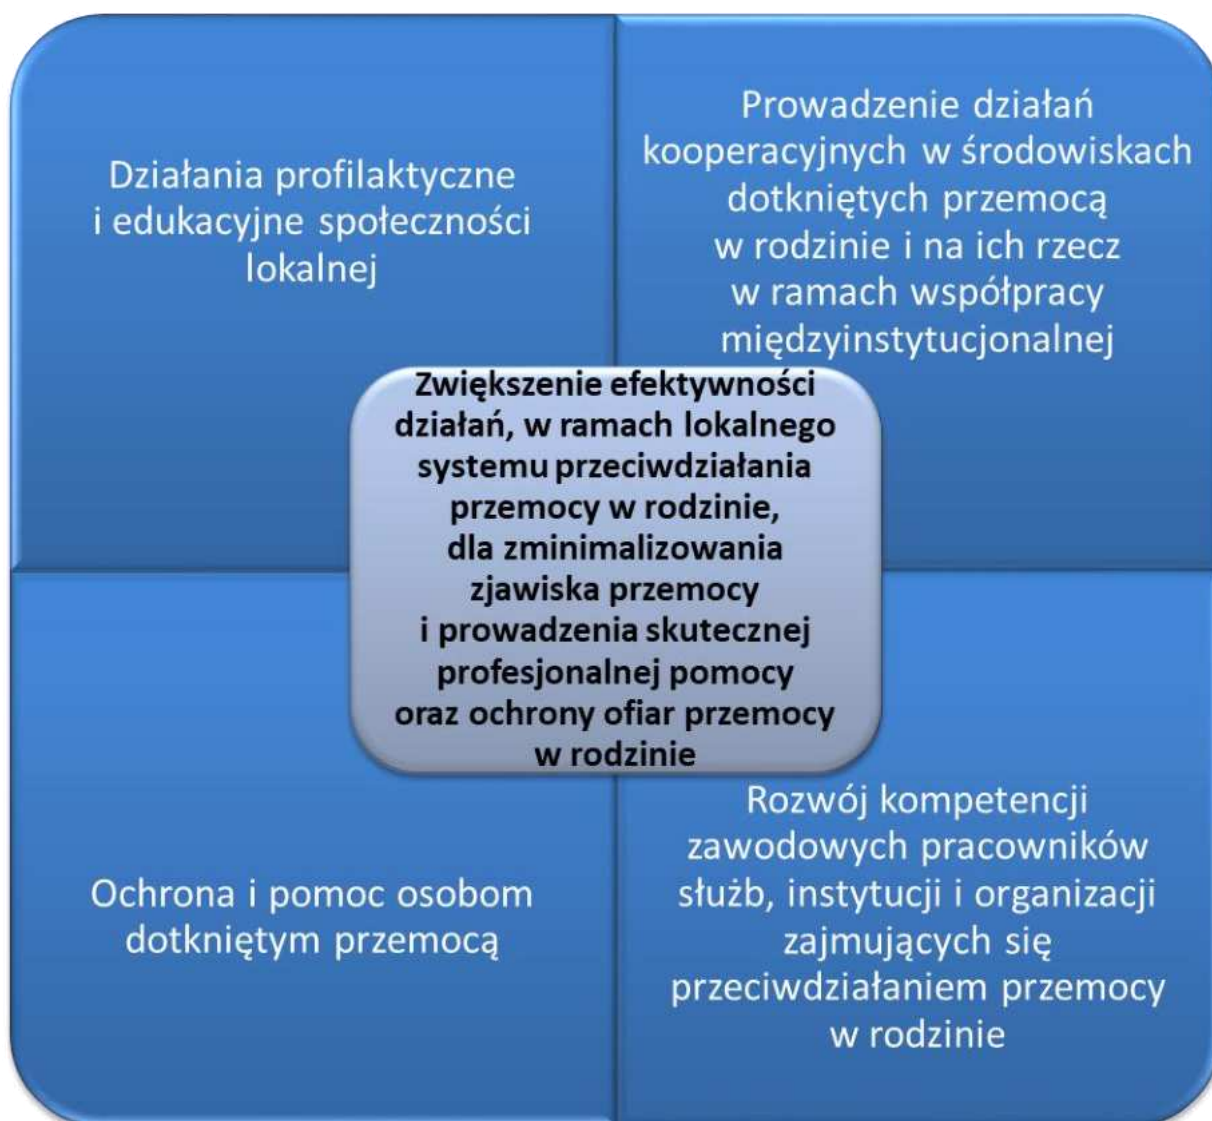 Działania profilaktyczne
i edukacyjne społeczności
lokalnej
Prowadzenie działań
kooperacyjnych w środowiskach
dotkniętych przemocą
w rodzinie i na ich rzecz
w ramach współpracy
międzyinstytucjonalnej
Zwiększenie efektywności
działań, w ramach lokalnego
systemu przeciwdziałania
przemocy w rodzinie,
dla zminimalizowania
zjawiska przemocy
i prowadzenia skutecznej
profesjonalnej pomocy
oraz ochrony ofiar przemocy
w rodzinie
Ochrona i pomoc osobom
dotkniętym przemocą
Rozwój kompetencji
zawodowych pracowników
służb, instytucji i organizacji
zajmujących się
przeciwdziałaniem przemocy
w rodzinie